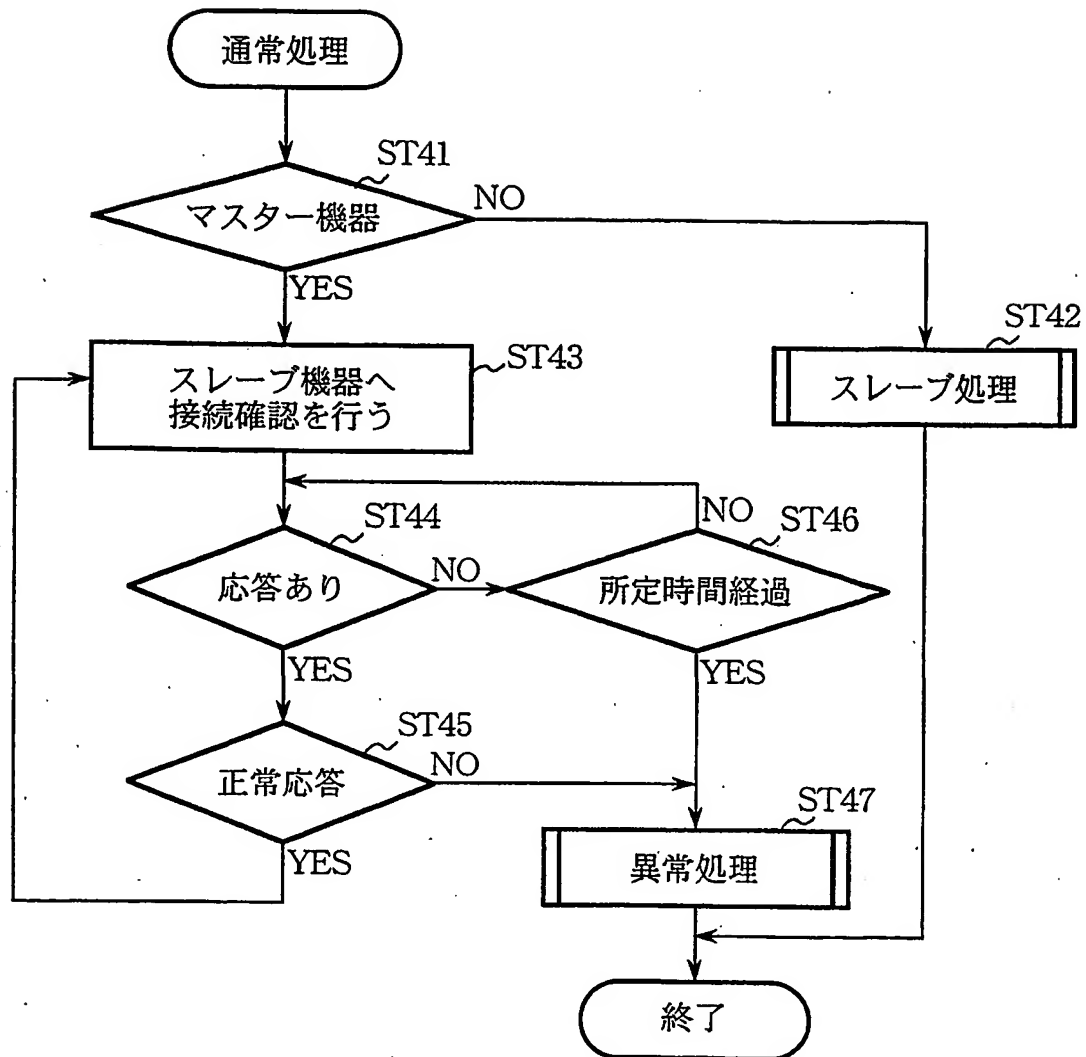 通常処理
ST41
マスター機器
NO
YES
ST42
スレーブ処理
ST43
スレーブ機器へ
接続確認を行う
ST44
応答あり
NO
YES
NO
ST46
所定時間経過
YES
ST45
正常応答
NO
YES
ST47
異常処理
終了